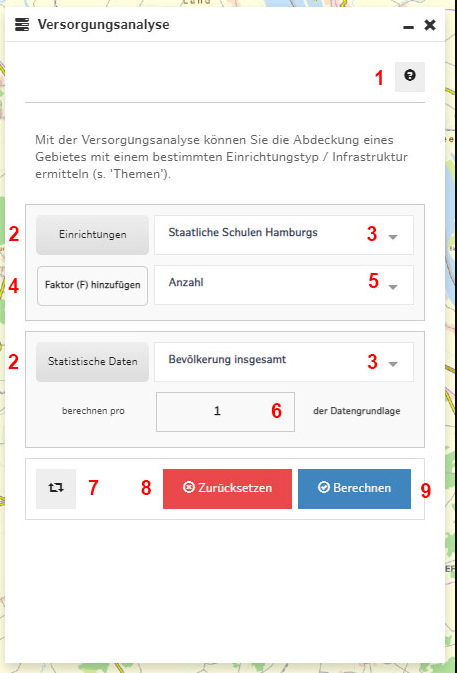 Versorgungsanalyse
1
Mit der Versorgungsanalyse können Sie die Abdeckung eines
Gebietes mit einem bestimmten Einrichtungstyp / Infrastruktur
ermitteln (s. 'Themen').
2 Einrichtungen Staatliche Schulen Hamburgs 3
4 Faktor (F) hinzufügen Anzahl 5
2 Statistische Daten Bevölkerung insgesamt 3
berechnen pro 1 6 der Datengrundlage
7 8 Zurücksetzen Berechnen 9